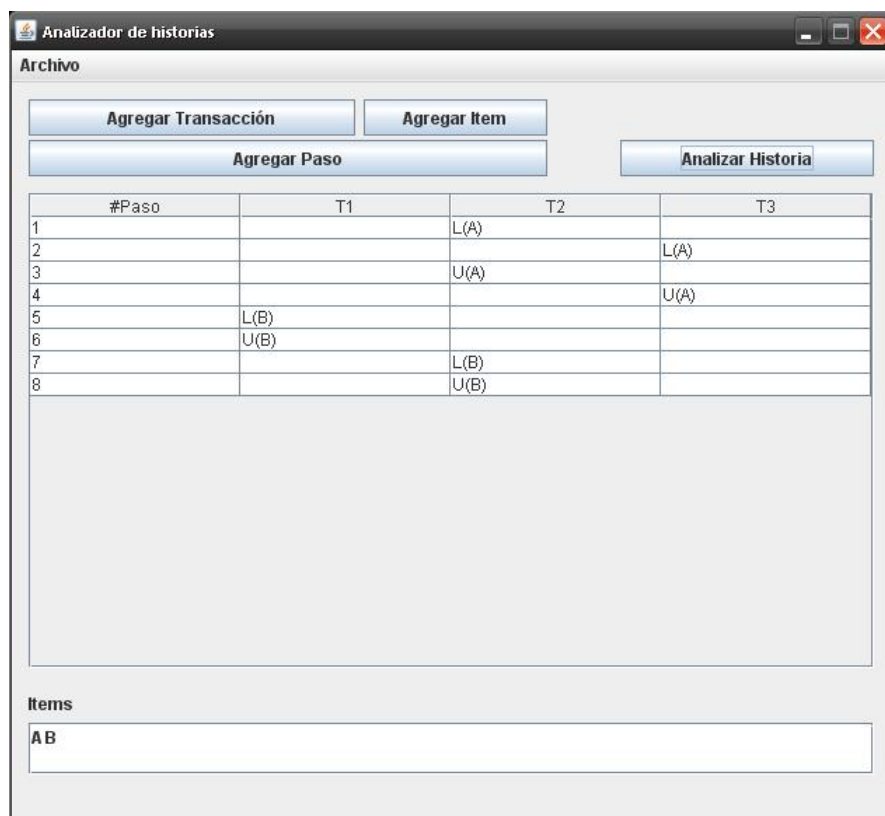 Analizador de historias
Archivo
Agregar Transacción Agregar Item
Agregar Paso Analizar Historia
#Paso T1 T2 T3
1 L(A)
2 L(A)
3 U(A)
4 U(A)
5 L(B)
6 U(B)
7 L(B)
8 U(B)
Items
A B